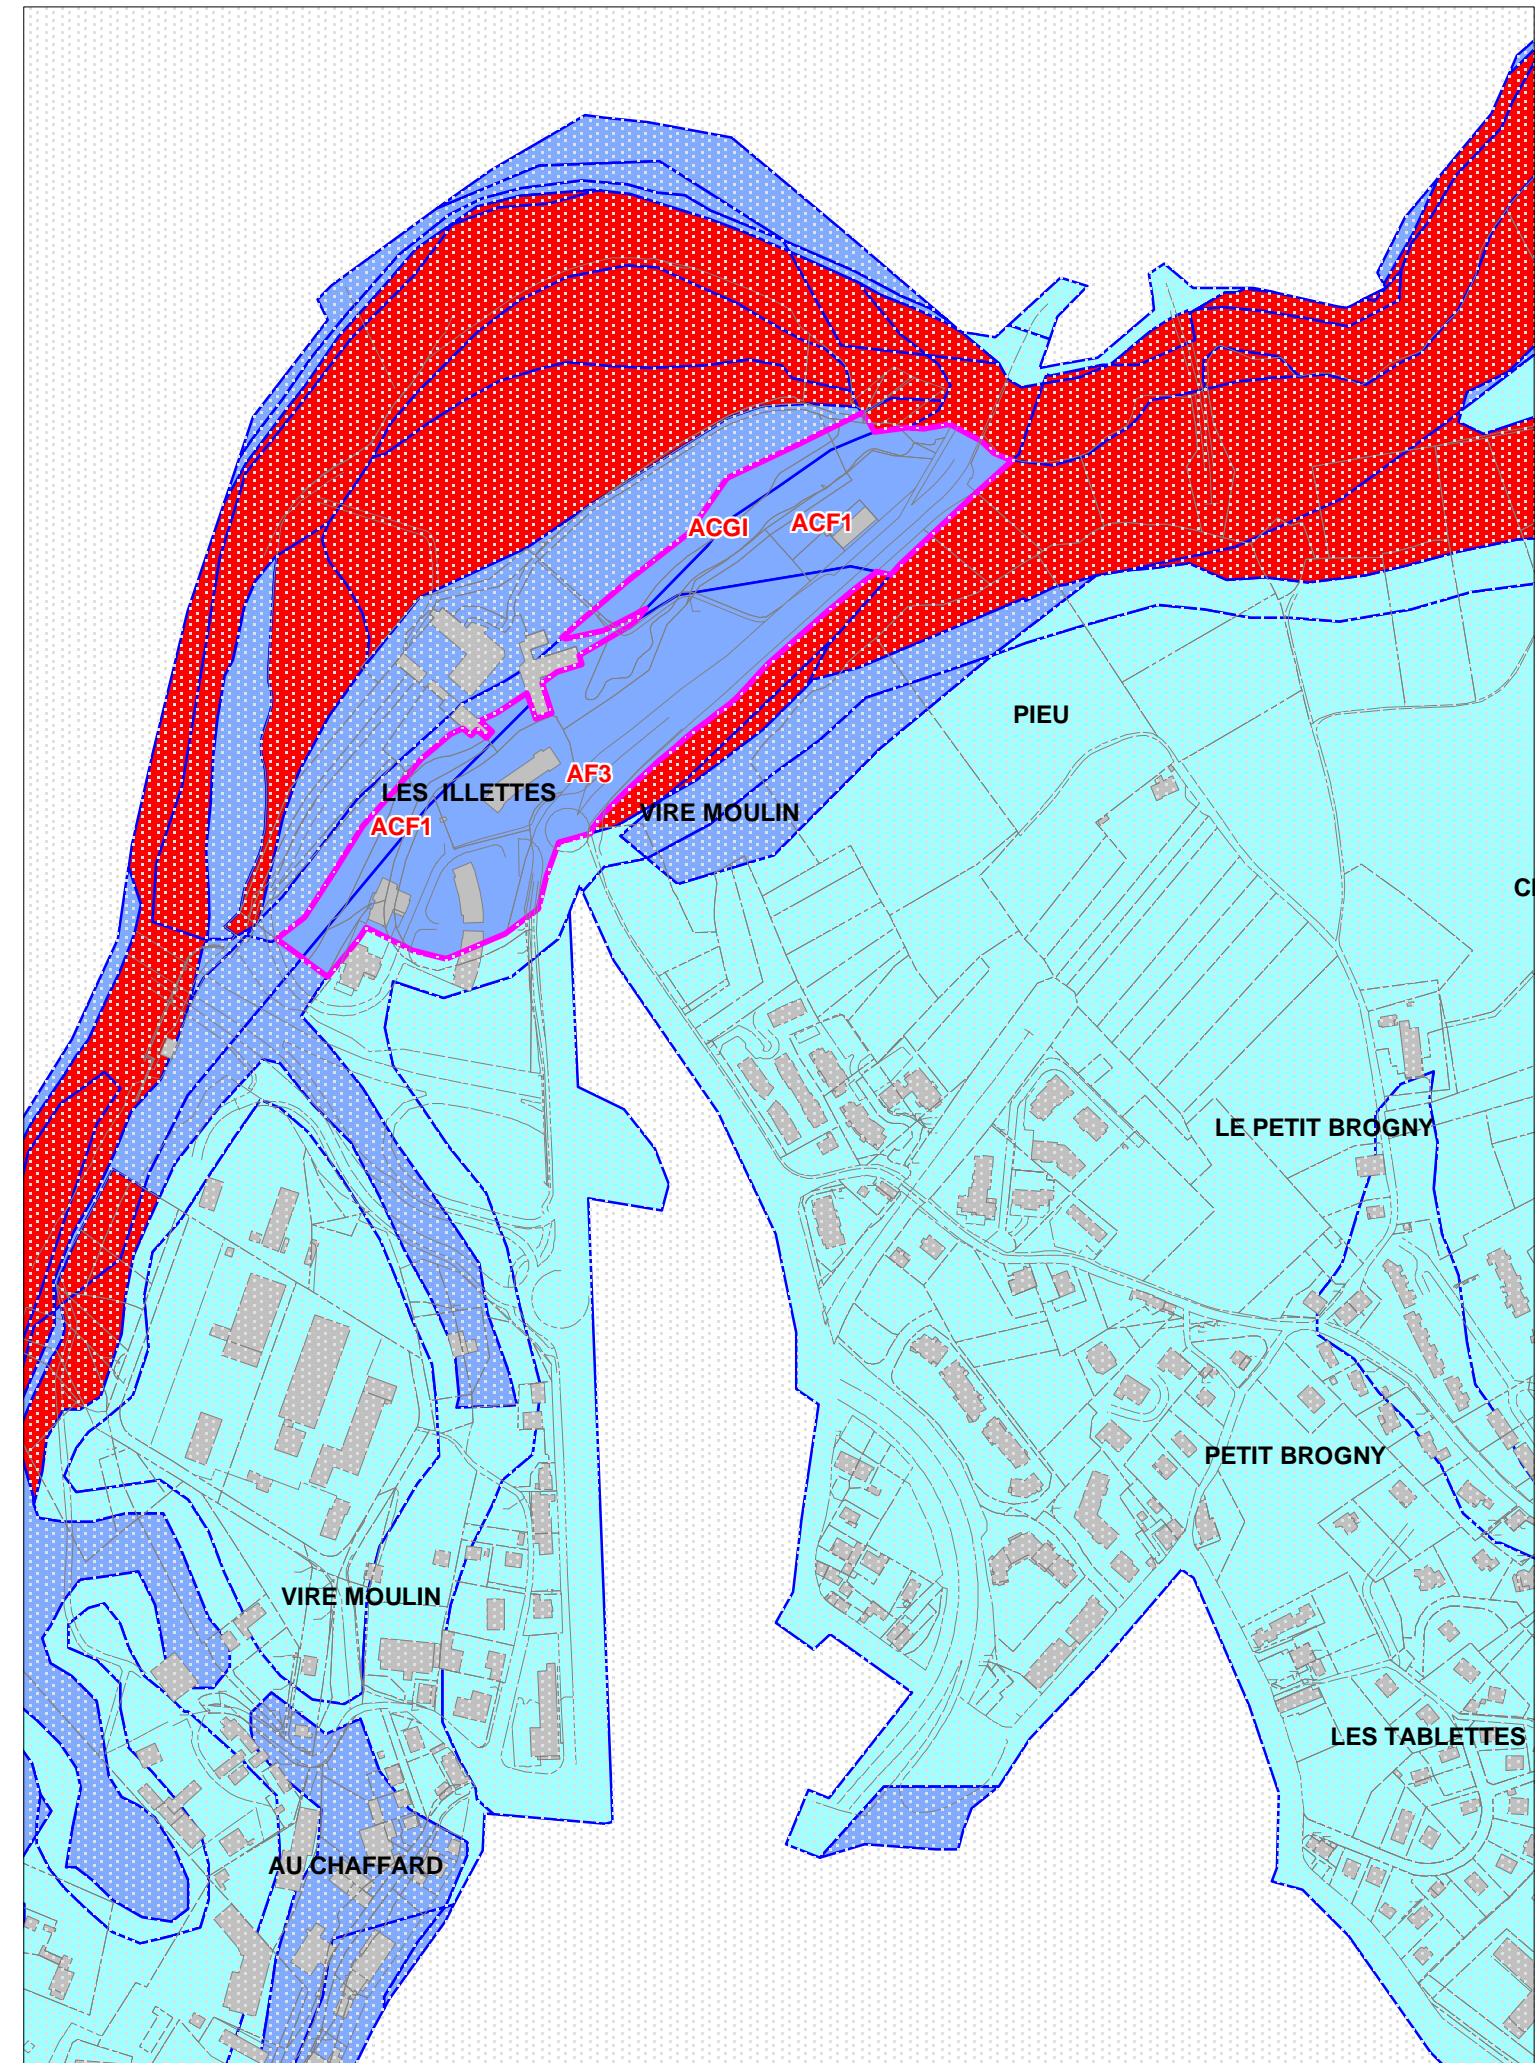 ACGI
ACF1
PIEU
AF3
LES ILLETTES
VIRE MOULIN
ACF1
LE PETIT BROGNY
PETIT BROGNY
VIRE MOULIN
LES TABLETTES
AU CHAFFARD